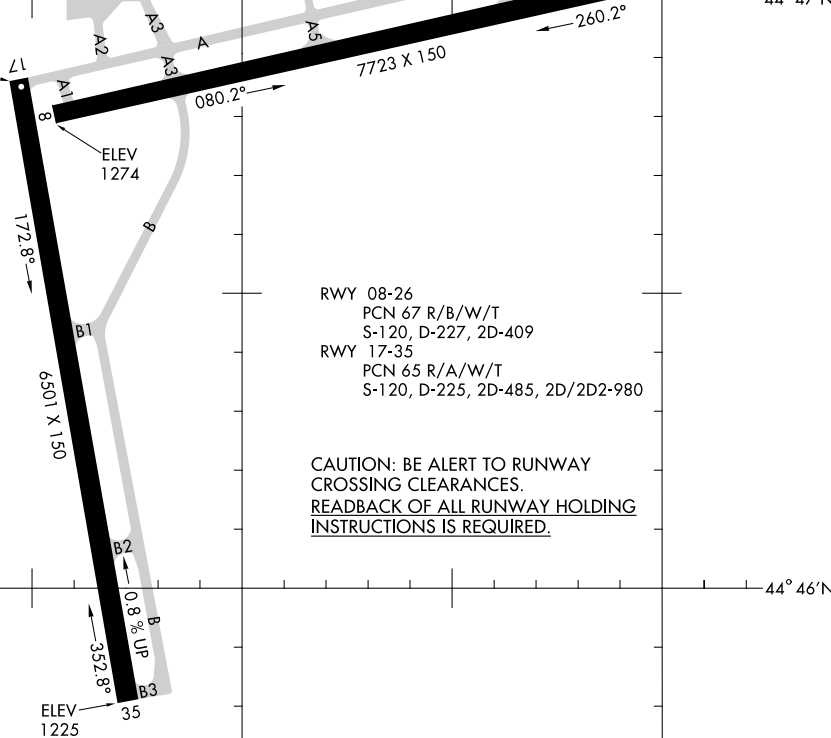 44° 47'N
260.2°
A3
A2
A
A5
A3
7723 X 150
17
A1
080.2°
8
ELEV
1274
172.8°
B
RWY 08-26
PCN 67 R/B/W/T
S-120, D-227, 2D-409
RWY 17-35
PCN 65 R/A/W/T
S-120, D-225, 2D-485, 2D/2D2-980
B1
6501 X 150
CAUTION: BE ALERT TO RUNWAY
CROSSING CLEARANCES.
READBACK OF ALL RUNWAY HOLDING
INSTRUCTIONS IS REQUIRED.
B2
44° 46'N
0.8 % UP
B
352.8°
B3
ELEV
1225
35